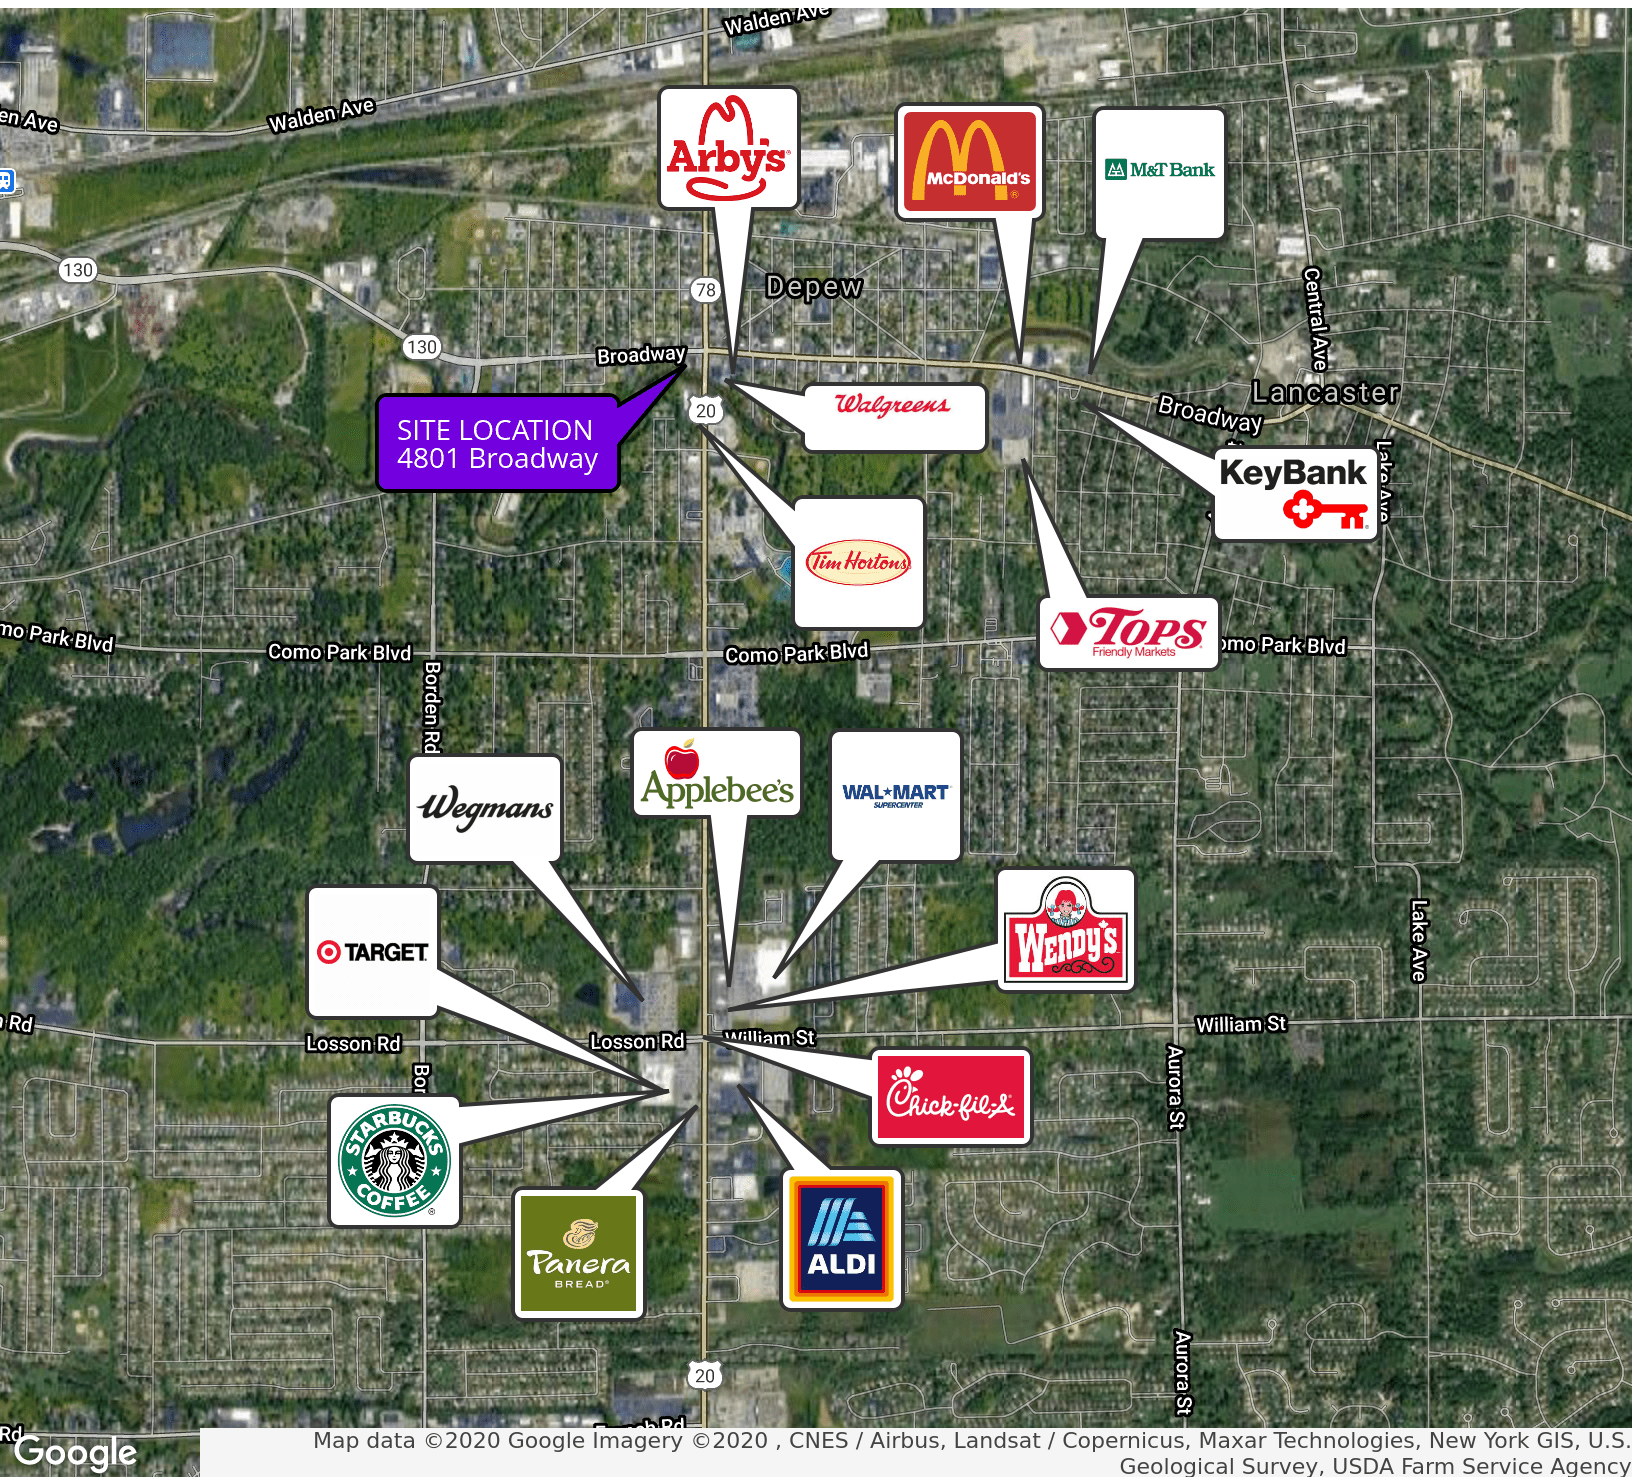 Walden Ave
Walden Ave
en Ave
Arby's
McDonald's
M&T Bank
130
78
Depew
Central Ave
130
Broadway
Lancaster
Broadway
20
Walgreens
SITE LOCATION
4801 Broadway
KeyBank
Lake Ave
Tim Hortons
TOPS
Friendly Markets
mo Park Blvd
Como Park Blvd
Como Park Blvd
omo Park Blvd
Borden Rd
Wegmans
Applebee's
WAL★MART
SUPERCENTER
TARGET
WENDY'S
Lake Ave
Rd
Losson Rd
Losson Rd
William St
William St
Bor
Aurora St
Chick-fil-A
STARBUCKS
COFFEE
Panera
BREAD®
ALDI
20
Aurora St
Rd
Rd
Google
Map data ©2020 Google Imagery ©2020 , CNES / Airbus, Landsat / Copernicus, Maxar Technologies, New York GIS, U.S.
Geological Survey, USDA Farm Service Agency